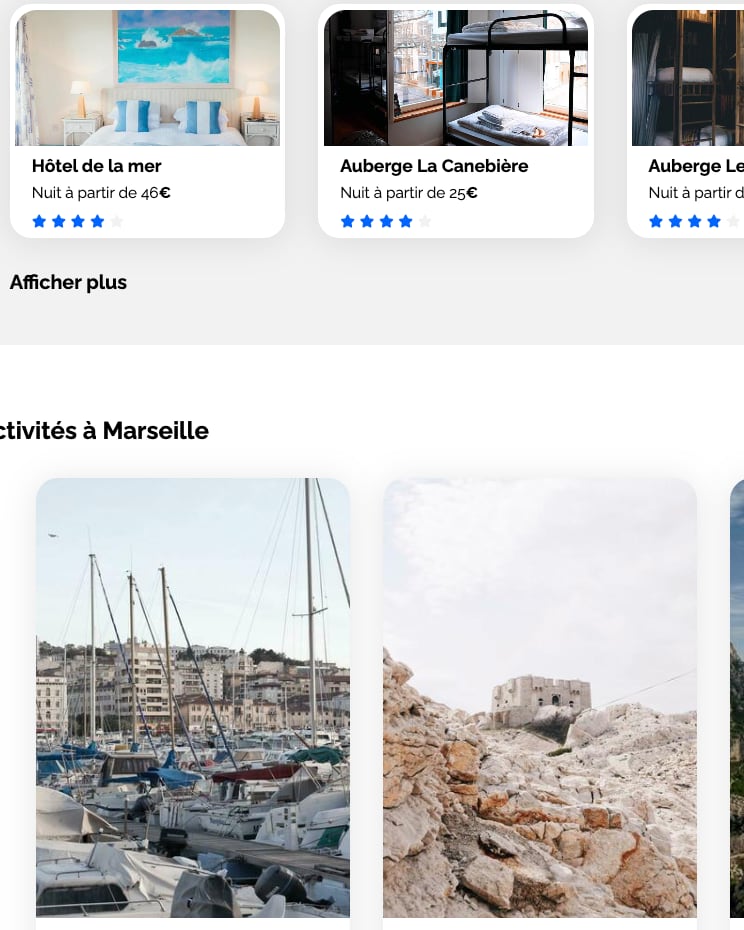 Hôtel de la mer
Nuit à partir de 46€
Auberge La Canebière
Nuit à partir de 25€
Auberge Le
Nuit à partir d
Afficher plus
ctivités à Marseille